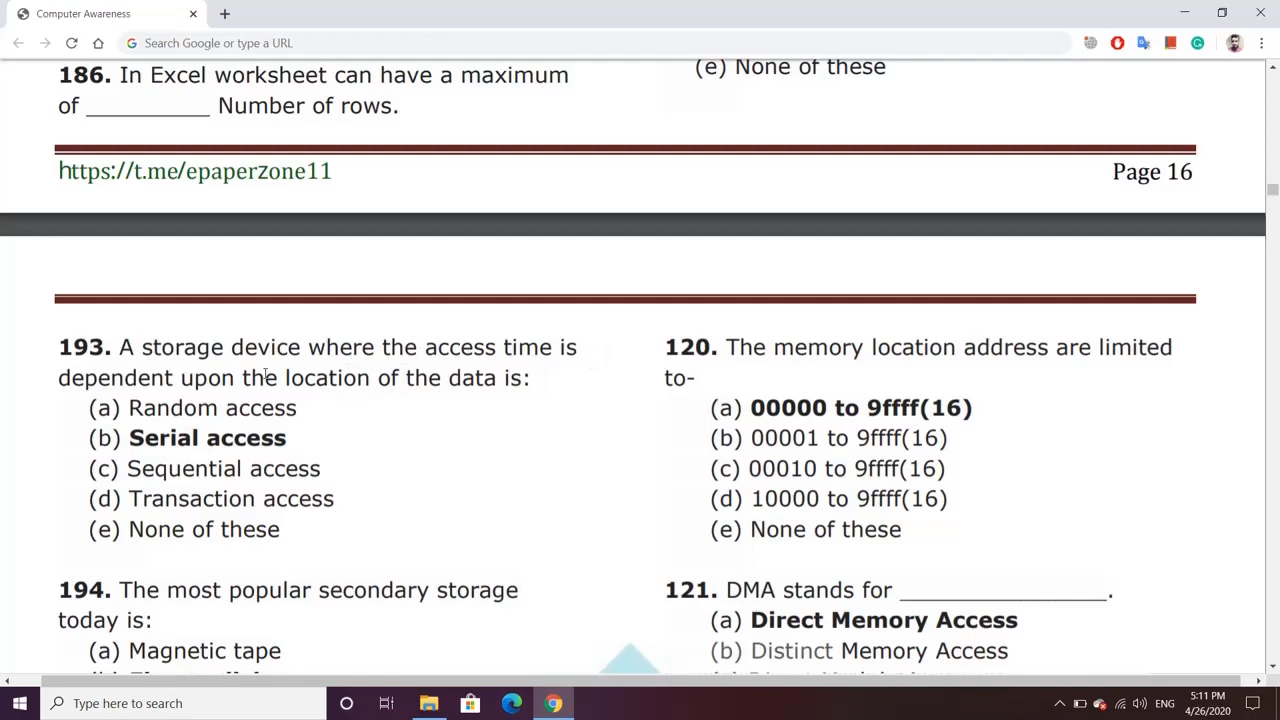 Computer Awareness
Search Google or type a URL
186. In Excel worksheet can have a maximum
of __________ Number of rows.
(e) None of these
https://t.me/epaperzone11
Page 16
193. A storage device where the access time is
dependent upon the location of the data is:
(a) Random access
(b) Serial access
(c) Sequential access
(d) Transaction access
(e) None of these
194. The most popular secondary storage
today is:
(a) Magnetic tape
120. The memory location address are limited
to-
(a) 00000 to 9ffff(16)
(b) 00001 to 9ffff(16)
(c) 00010 to 9ffff(16)
(d) 10000 to 9ffff(16)
(e) None of these
121. DMA stands for _________________.
(a) Direct Memory Access
(b) Distinct Memory Access
Type here to search
ENG
5:11 PM
4/26/2020